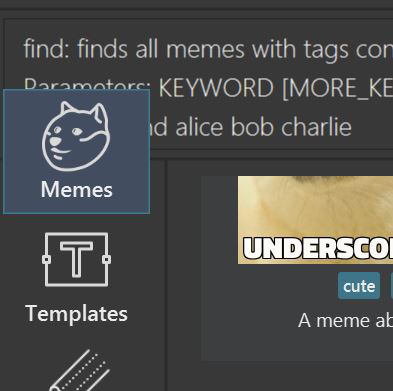 find: finds all memes with tags con
Parameters: KEYWORD [MORE_KE
d alice bob charlie
Memes
Templates
UNDERSCO
cute
A meme ab